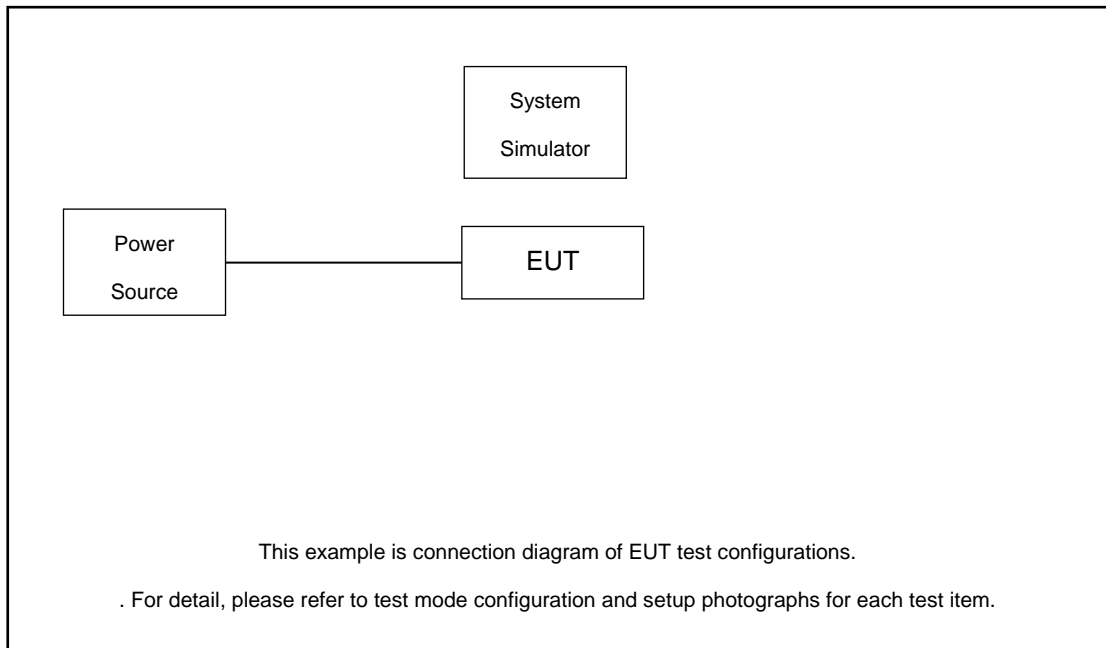 System
Simulator
Power
Source
EUT
This example is connection diagram of EUT test configurations.
. For detail, please refer to test mode configuration and setup photographs for each test item.